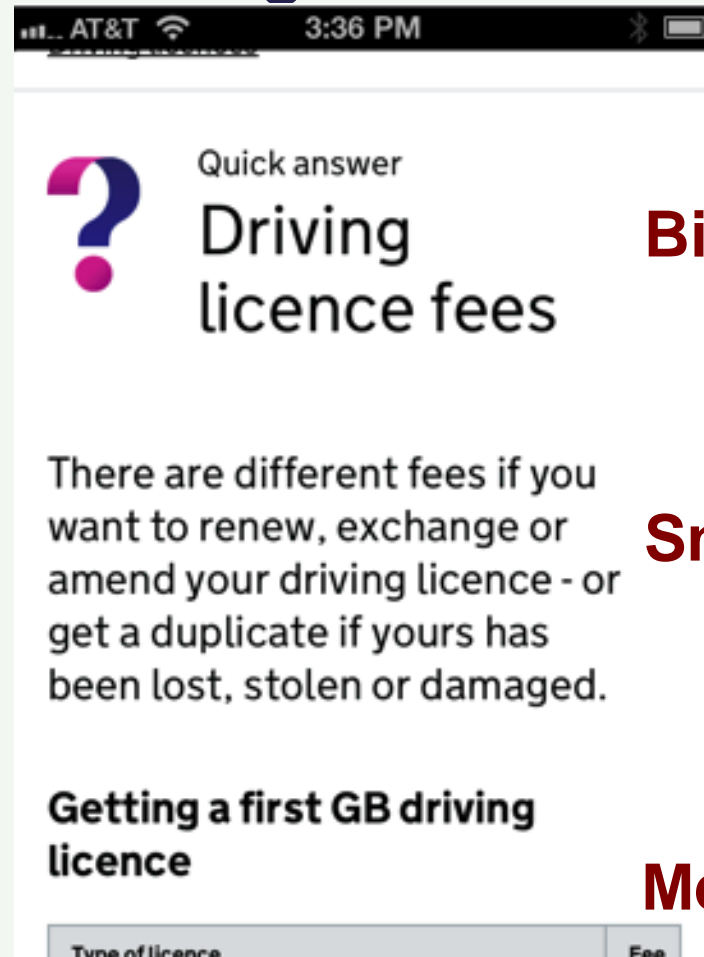 AT&T 3:36 PM
Quick answer
Driving
licence fees
Bi
There are different fees if you
want to renew, exchange or
amend your driving licence - or
get a duplicate if yours has
been lost, stolen or damaged.
Sm
Getting a first GB driving
licence
Type of licence Fee